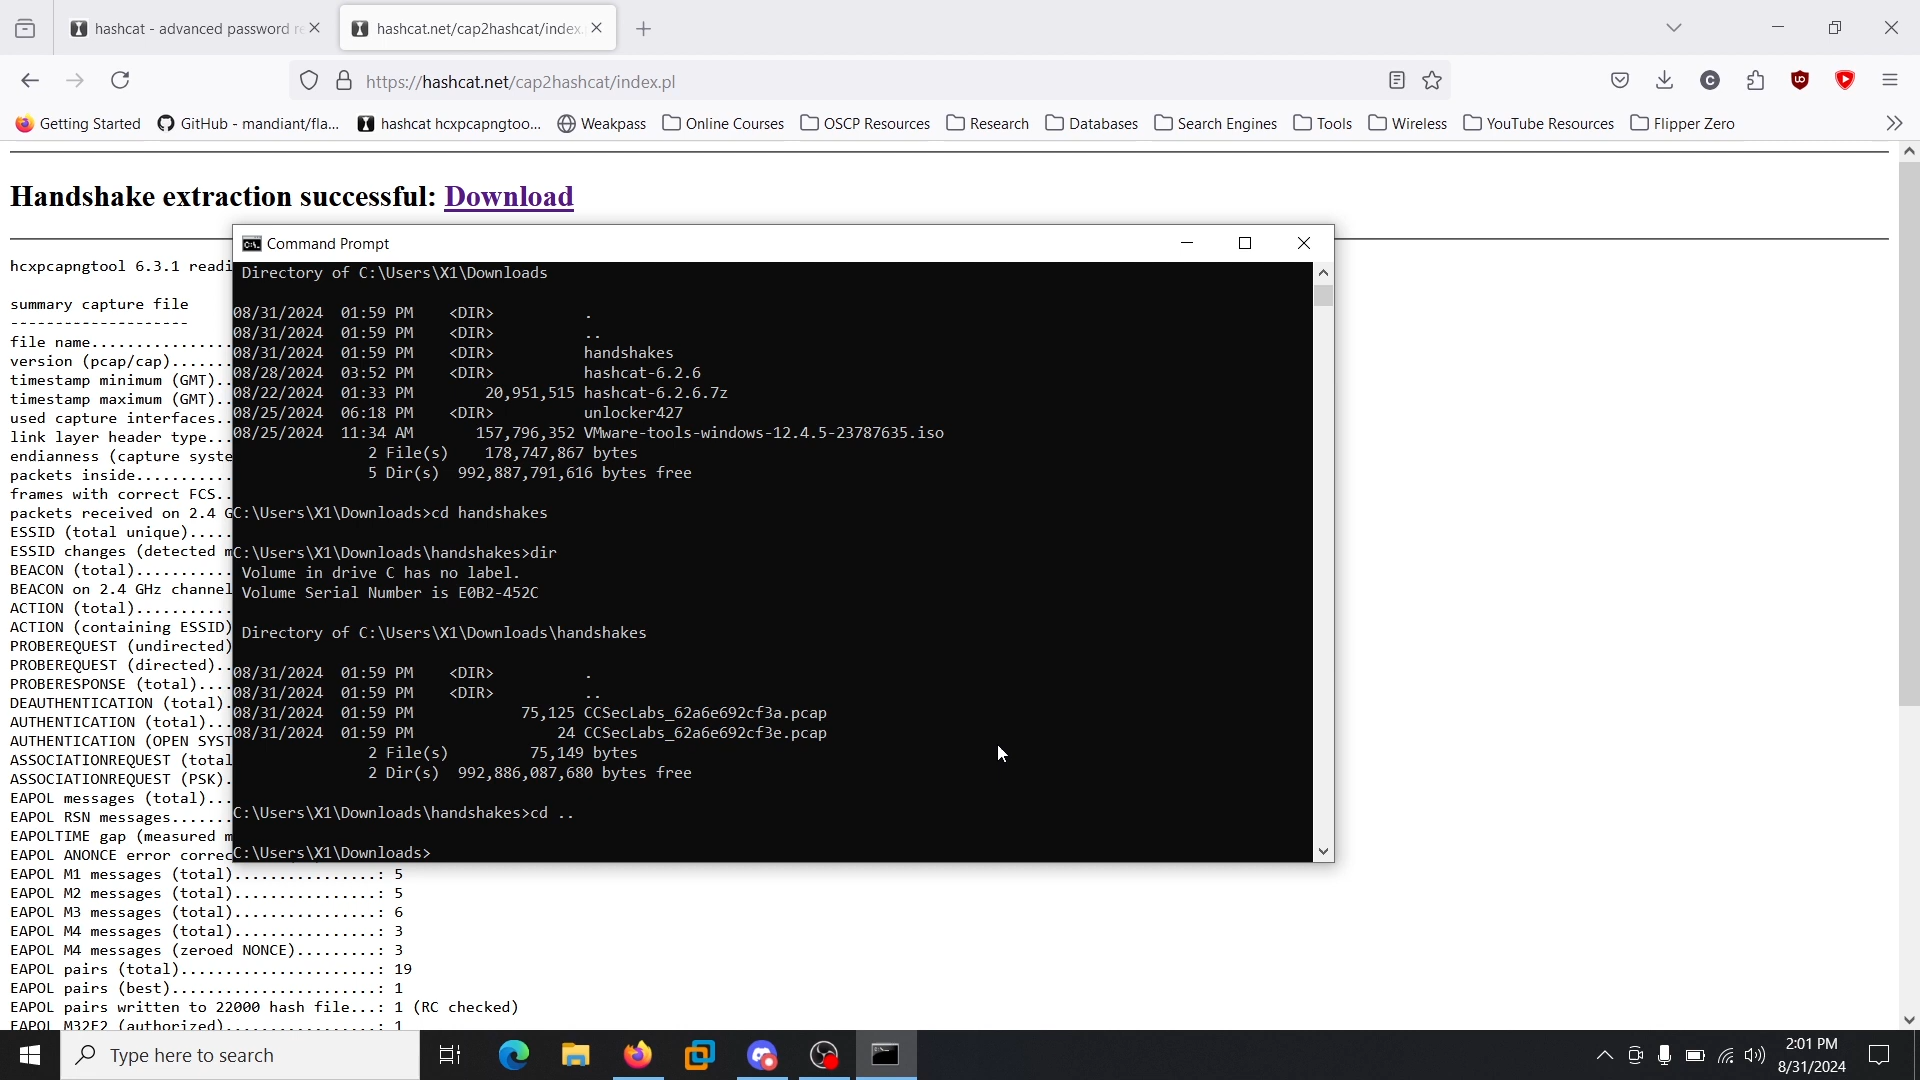 hashcat - advanced password re
hashcat.net/cap2hashcat/index.
https://hashcat.net/cap2hashcat/index.pl
Getting Started
GitHub - mandiant/fla...
hashcat hcxpcapngtoo...
Weakpass
Online Courses
OSCP Resources
Research
Databases
Search Engines
Tools
Wireless
YouTube Resources
Flipper Zero
Handshake extraction successful: Download
Command Prompt
Directory of C:\Users\X1\Downloads
08/31/2024 01:59 PM <DIR> .
08/31/2024 01:59 PM <DIR> ..
08/31/2024 01:59 PM <DIR> handshakes
08/28/2024 03:52 PM <DIR> hashcat-6.2.6
08/22/2024 01:33 PM 20,951,515 hashcat-6.2.6.7z
08/25/2024 06:18 PM <DIR> unlocker427
08/25/2024 11:34 AM 157,796,352 VMware-tools-windows-12.4.5-23787635.iso
2 File(s) 178,747,867 bytes
5 Dir(s) 992,887,791,616 bytes free
C:\Users\X1\Downloads>cd handshakes
C:\Users\X1\Downloads\handshakes>dir
Volume in drive C has no label.
Volume Serial Number is E0B2-452C
Directory of C:\Users\X1\Downloads\handshakes
08/31/2024 01:59 PM <DIR> .
08/31/2024 01:59 PM <DIR> ..
08/31/2024 01:59 PM 75,125 CCSecLabs_62a6e692cf3a.pcap
08/31/2024 01:59 PM 24 CCSecLabs_62a6e692cf3e.pcap
2 File(s) 75,149 bytes
2 Dir(s) 992,886,087,680 bytes free
C:\Users\X1\Downloads\handshakes>cd ..
C:\Users\X1\Downloads>
hcxpcapngtool 6.3.1 readi
summary capture file
--------------------
file name...............
version (pcap/cap).......
timestamp minimum (GMT)..
timestamp maximum (GMT)..
used capture interfaces..
link layer header type...
endianness (capture syste
packets inside...........
frames with correct FCS..
packets received on 2.4 G
ESSID (total unique).....
ESSID changes (detected m
BEACON (total)...........
BEACON on 2.4 GHz channel
ACTION (total)...........
ACTION (containing ESSID)
PROBEREQUEST (undirected)
PROBEREQUEST (directed)..
PROBERESPONSE (total)....
DEAUTHENTICATION (total).
AUTHENTICATION (total)...
AUTHENTICATION (OPEN SYST
ASSOCIATIONREQUEST (total
ASSOCIATIONREQUEST (PSK).
EAPOL messages (total)...
EAPOL RSN messages.......
EAPOLTIME gap (measured m
EAPOL ANONCE error correc
EAPOL M1 messages (total)................: 5
EAPOL M2 messages (total)................: 5
EAPOL M3 messages (total)................: 6
EAPOL M4 messages (total)................: 3
EAPOL M4 messages (zeroed NONCE).........: 3
EAPOL pairs (total)......................: 19
EAPOL pairs (best).......................: 1
EAPOL pairs written to 22000 hash file...: 1 (RC checked)
EAPOL M32E2 (authorized).................: 1
Type here to search
2:01 PM
8/31/2024